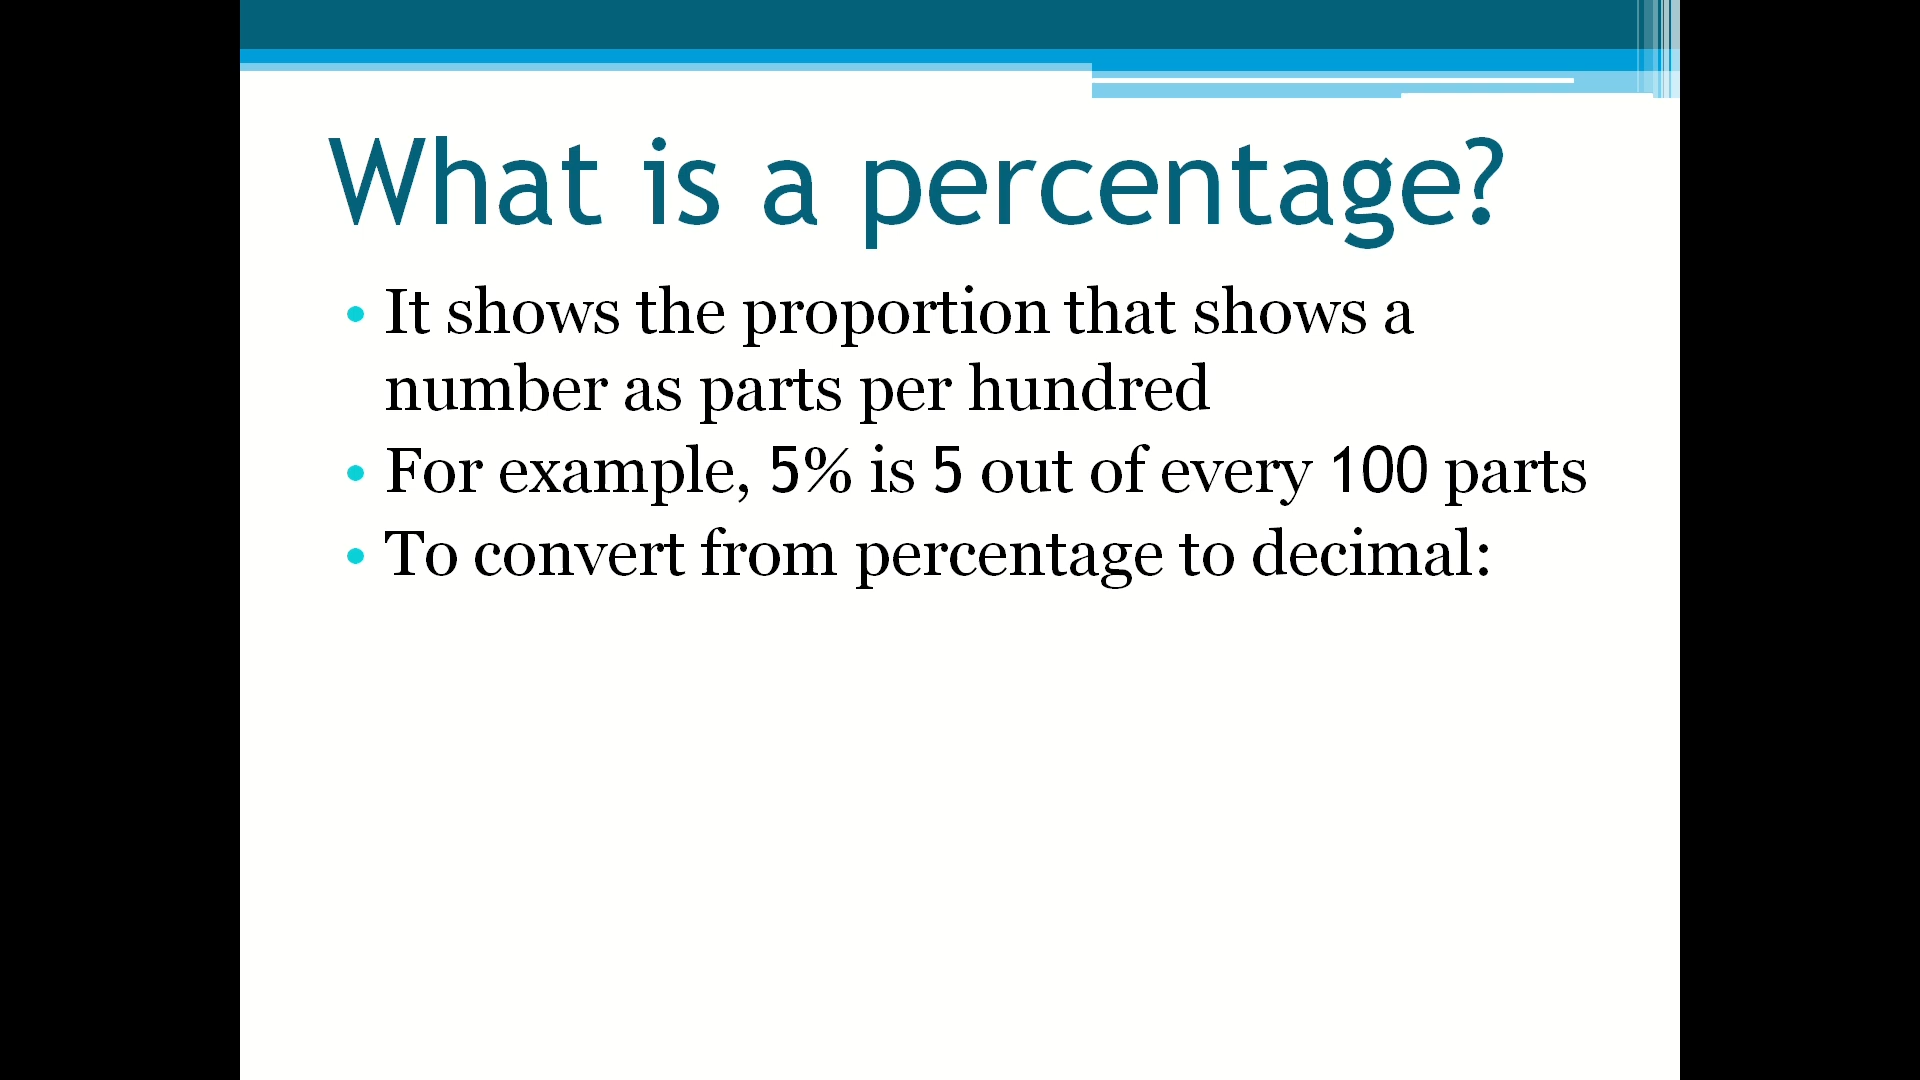 What is a percentage?
• It shows the proportion that shows a
number as parts per hundred
• For example, 5% is 5 out of every 100 parts
• To convert from percentage to decimal: